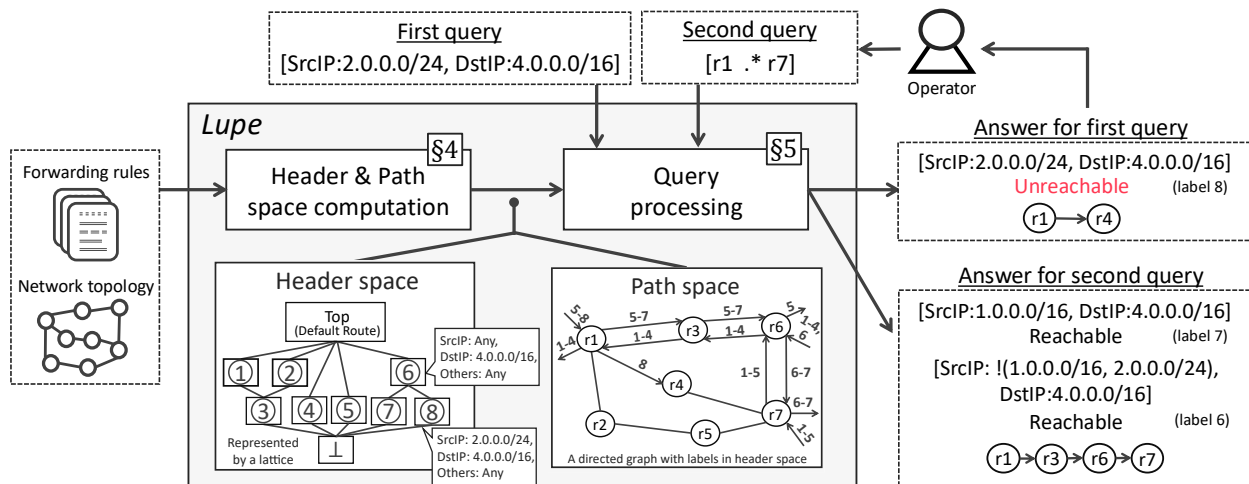 First query
[SrcIP:2.0.0.0/24, DstIP:4.0.0.0/16]
Second query
[r1 .* r7]
Operator
Lupe
Forwarding rules
Network topology
§4
Header & Path
space computation
§5
Query
processing
Answer for first query
[SrcIP:2.0.0.0/24, DstIP:4.0.0.0/16]
Unreachable
(label 8)
r1
r4
Header space
Top
(Default Route)
1
2
6
3
4
5
7
8
⊥
SrcIP: Any,
DstIP: 4.0.0.0/16,
Others: Any
SrcIP: 2.0.0.0/24,
DstIP: 4.0.0.0/16,
Others: Any
Represented
by a lattice
Path space
5-8
5-7
5-7
5
1-4,
6
r1
r3
r6
1-4
1-4
1-4
8
r4
1-5
6-7
6-7
r7
r2
r5
1-5
A directed graph with labels in header space
Answer for second query
[SrcIP:1.0.0.0/16, DstIP:4.0.0.0/16]
Reachable
(label 7)
[SrcIP: !(1.0.0.0/16, 2.0.0.0/24),
DstIP:4.0.0.0/16]
Reachable
(label 6)
r1
r3
r6
r7